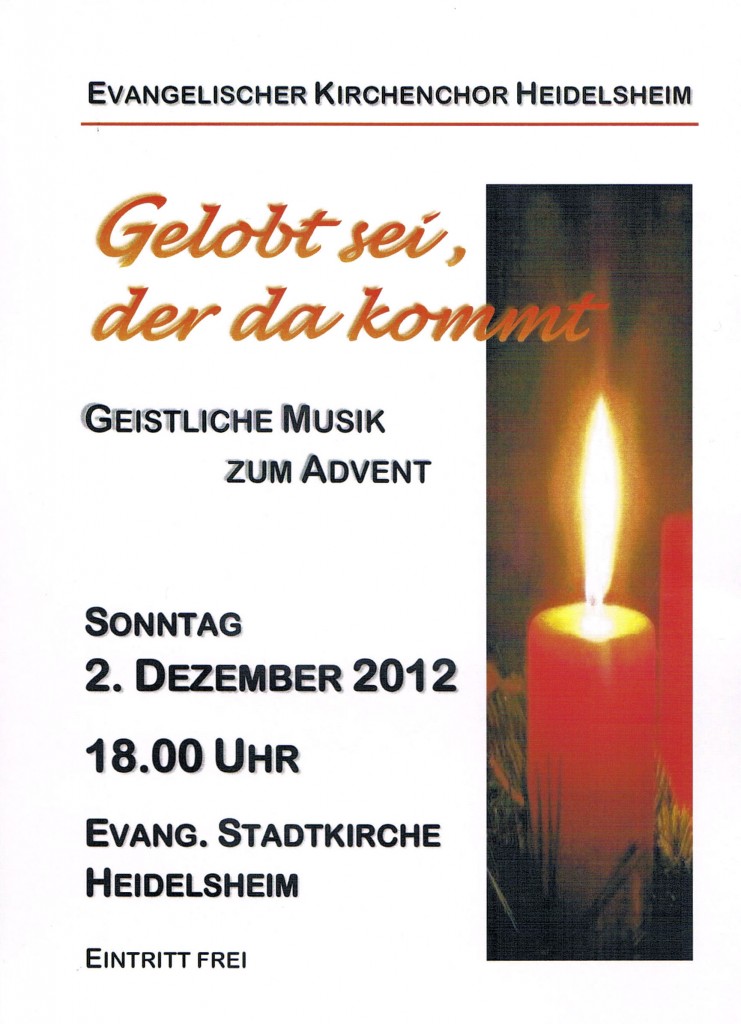 EVANGELISCHER KIRCHENCHOR HEIDELSHEIM
Gelobt sei,
der da kommt
GEISTLICHE MUSIK
ZUM ADVENT
SONNTAG
2. DEZEMBER 2012
18.00 UHR
EVANG. STADTKIRCHE
HEIDELSHEIM
EINTRITT FREI